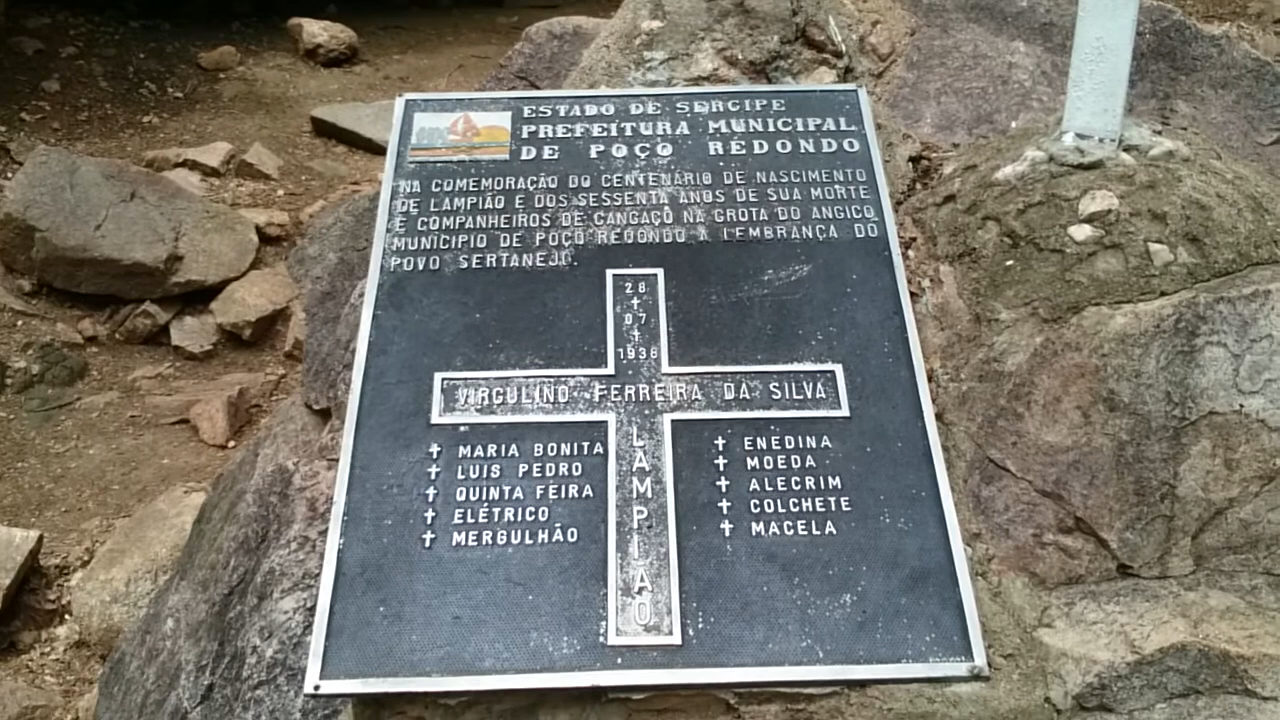 ESTADO DE SERGIPE
PREFEITURA MUNICIPAL
DE POÇO REDONDO
NA COMEMORAÇÃO DO CENTENÁRIO DE NASCIMENTO
DE LAMPIÃO E DOS SESSENTA ANOS DE SUA MORTE
E COMPANHEIROS DE CANGAÇO NA GROTA DO ANGICO
MUNICIPIO DE POÇO REDONDO A LEMBRANÇA DO
POVO SERTANEJO.
28
07
1938
VIRGULINO FERREIRA DA SILVA
LAMPIÃO
MARIA BONITA
LUIS PEDRO
QUINTA FEIRA
ELÉTRICO
MERGULHÃO
ENEDINA
MOEDA
ALECRIM
COLCHETE
MACELA